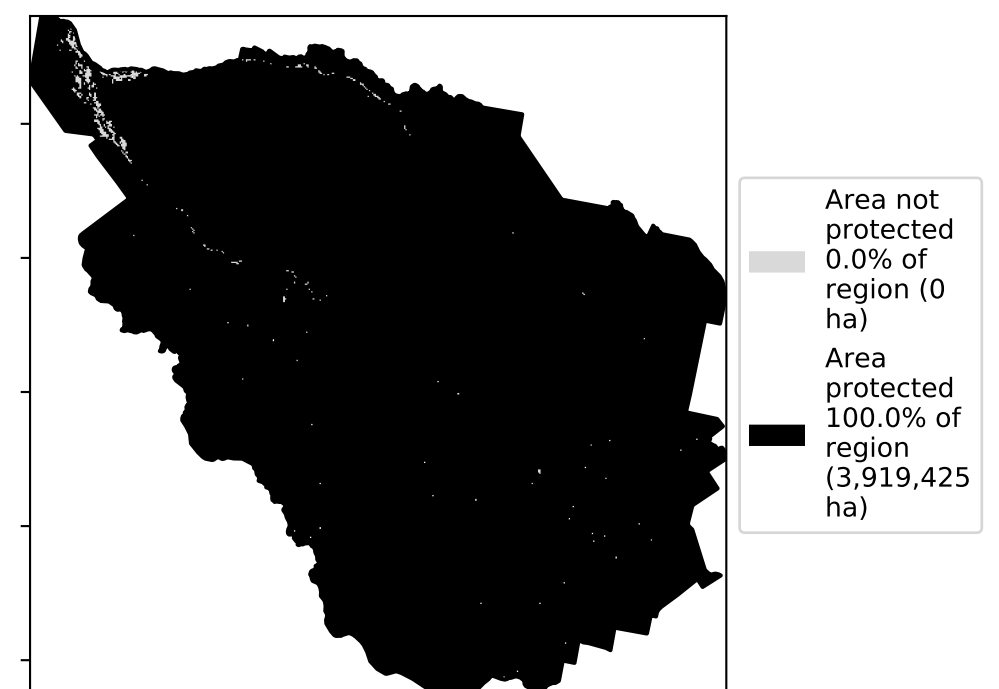 Area not
protected
0.0% of
region (0
ha)
Area
protected
100.0% of
region
(3,919,425
ha)